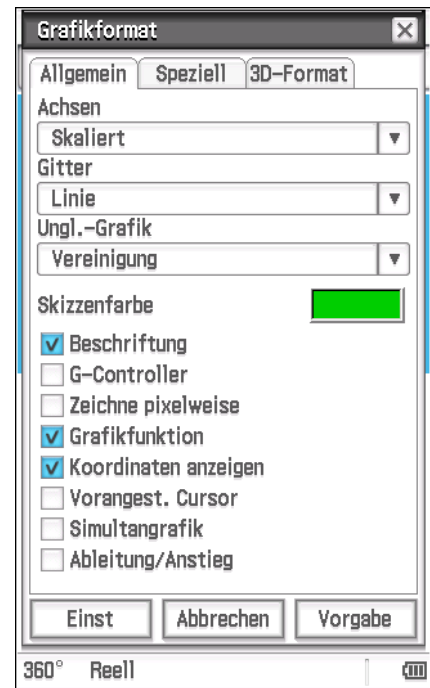 Grafikformat
Allgemein Speziell 3D-Format
Achsen
Skaliert
Gitter
Linie
Ungl.-Grafik
Vereinigung
Skizzenfarbe
Beschriftung
G-Controller
Zeichne pixelweise
Grafikfunktion
Koordinaten anzeigen
Vorangest. Cursor
Simultangrafik
Ableitung/Anstieg
Einst Abbrechen Vorgabe
360° Reell